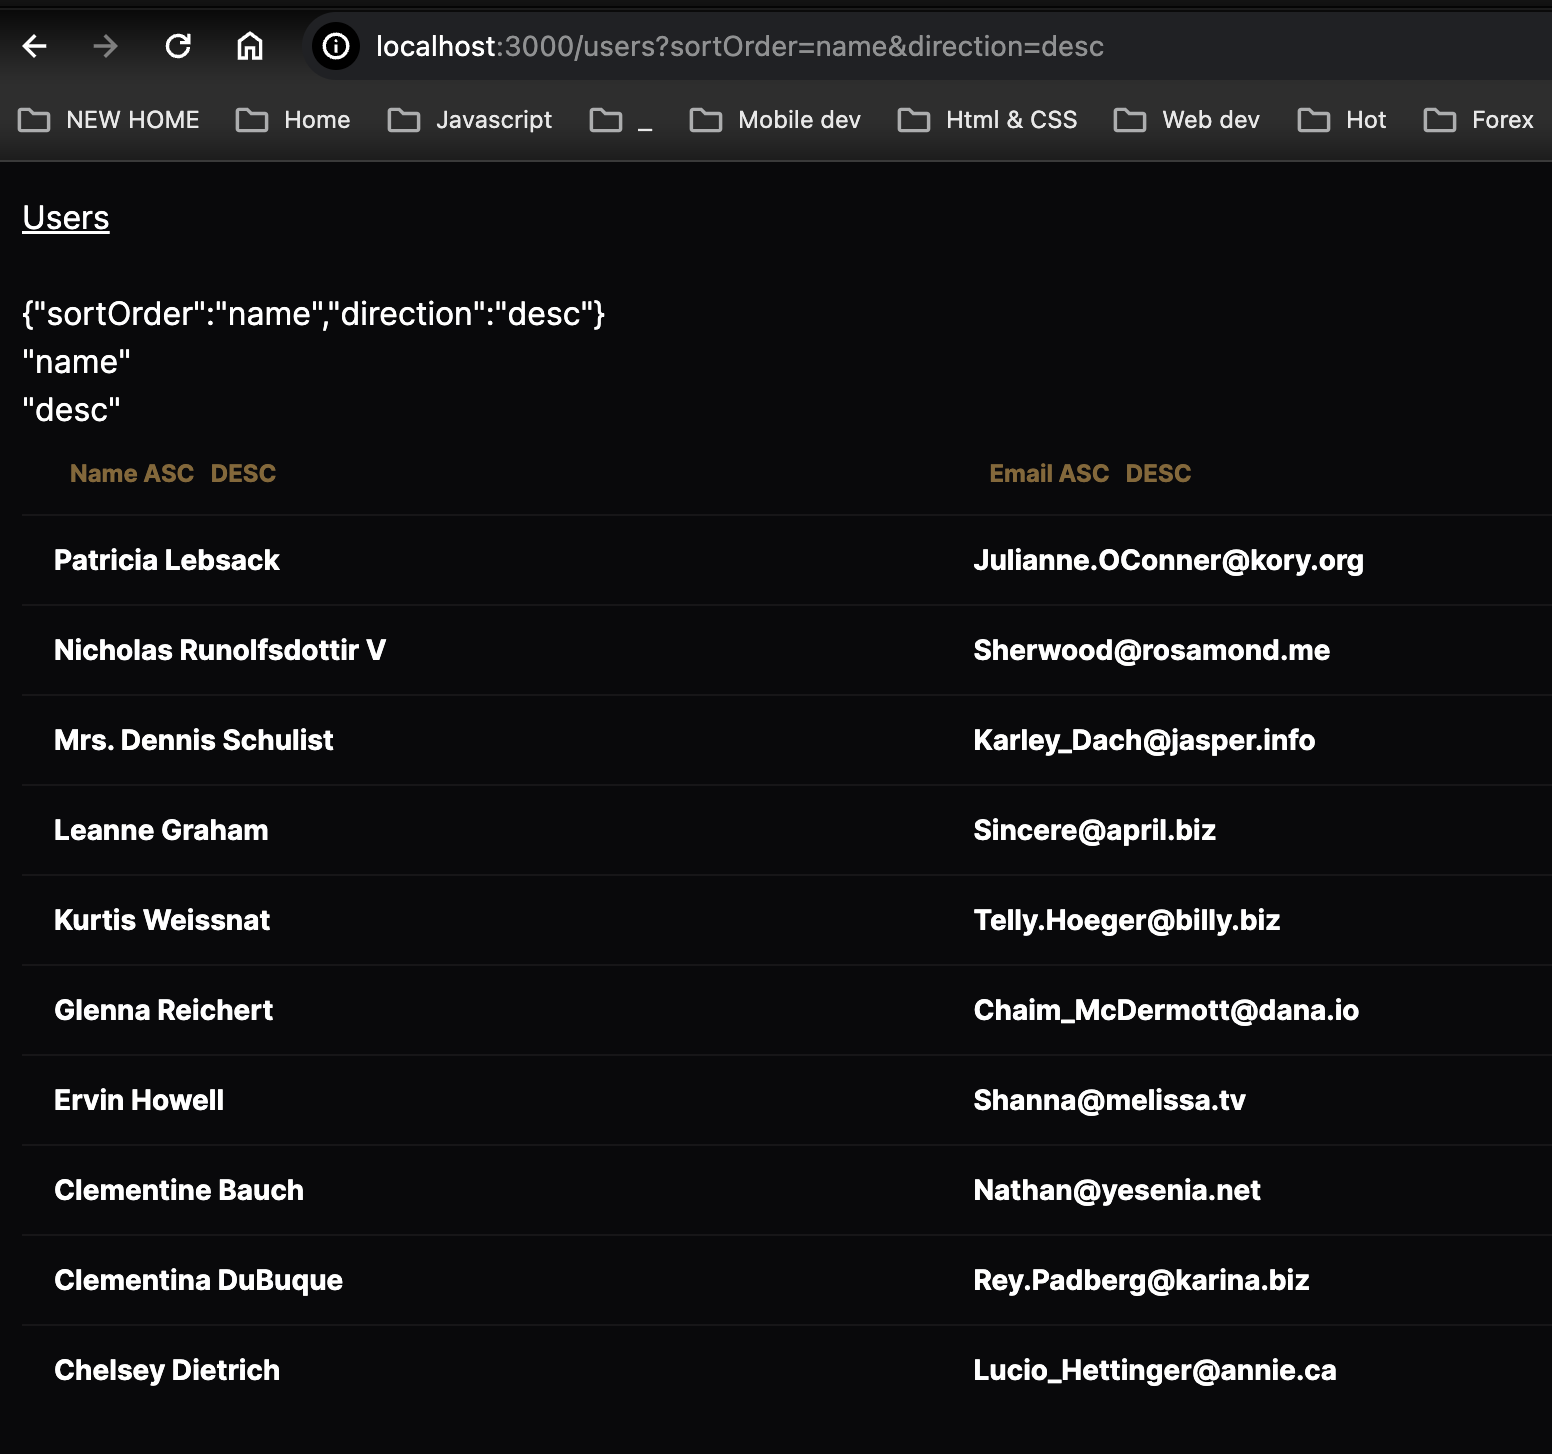 localhost:3000/users?sortOrder=name&direction=desc
NEW HOME Home Javascript _ Mobile dev Html & CSS Web dev Hot Forex
Users
{"sortOrder":"name","direction":"desc"}
"name"
"desc"
Name ASC DESC Email ASC DESC
Patricia Lebsack Julianne.OConner@kory.org
Nicholas Runolfsdottir V Sherwood@rosamond.me
Mrs. Dennis Schulist Karley_Dach@jasper.info
Leanne Graham Sincere@april.biz
Kurtis Weissnat Telly.Hoeger@billy.biz
Glenna Reichert Chaim_McDermott@dana.io
Ervin Howell Shanna@melissa.tv
Clementine Bauch Nathan@yesenia.net
Clementina DuBuque Rey.Padberg@karina.biz
Chelsey Dietrich Lucio_Hettinger@annie.ca